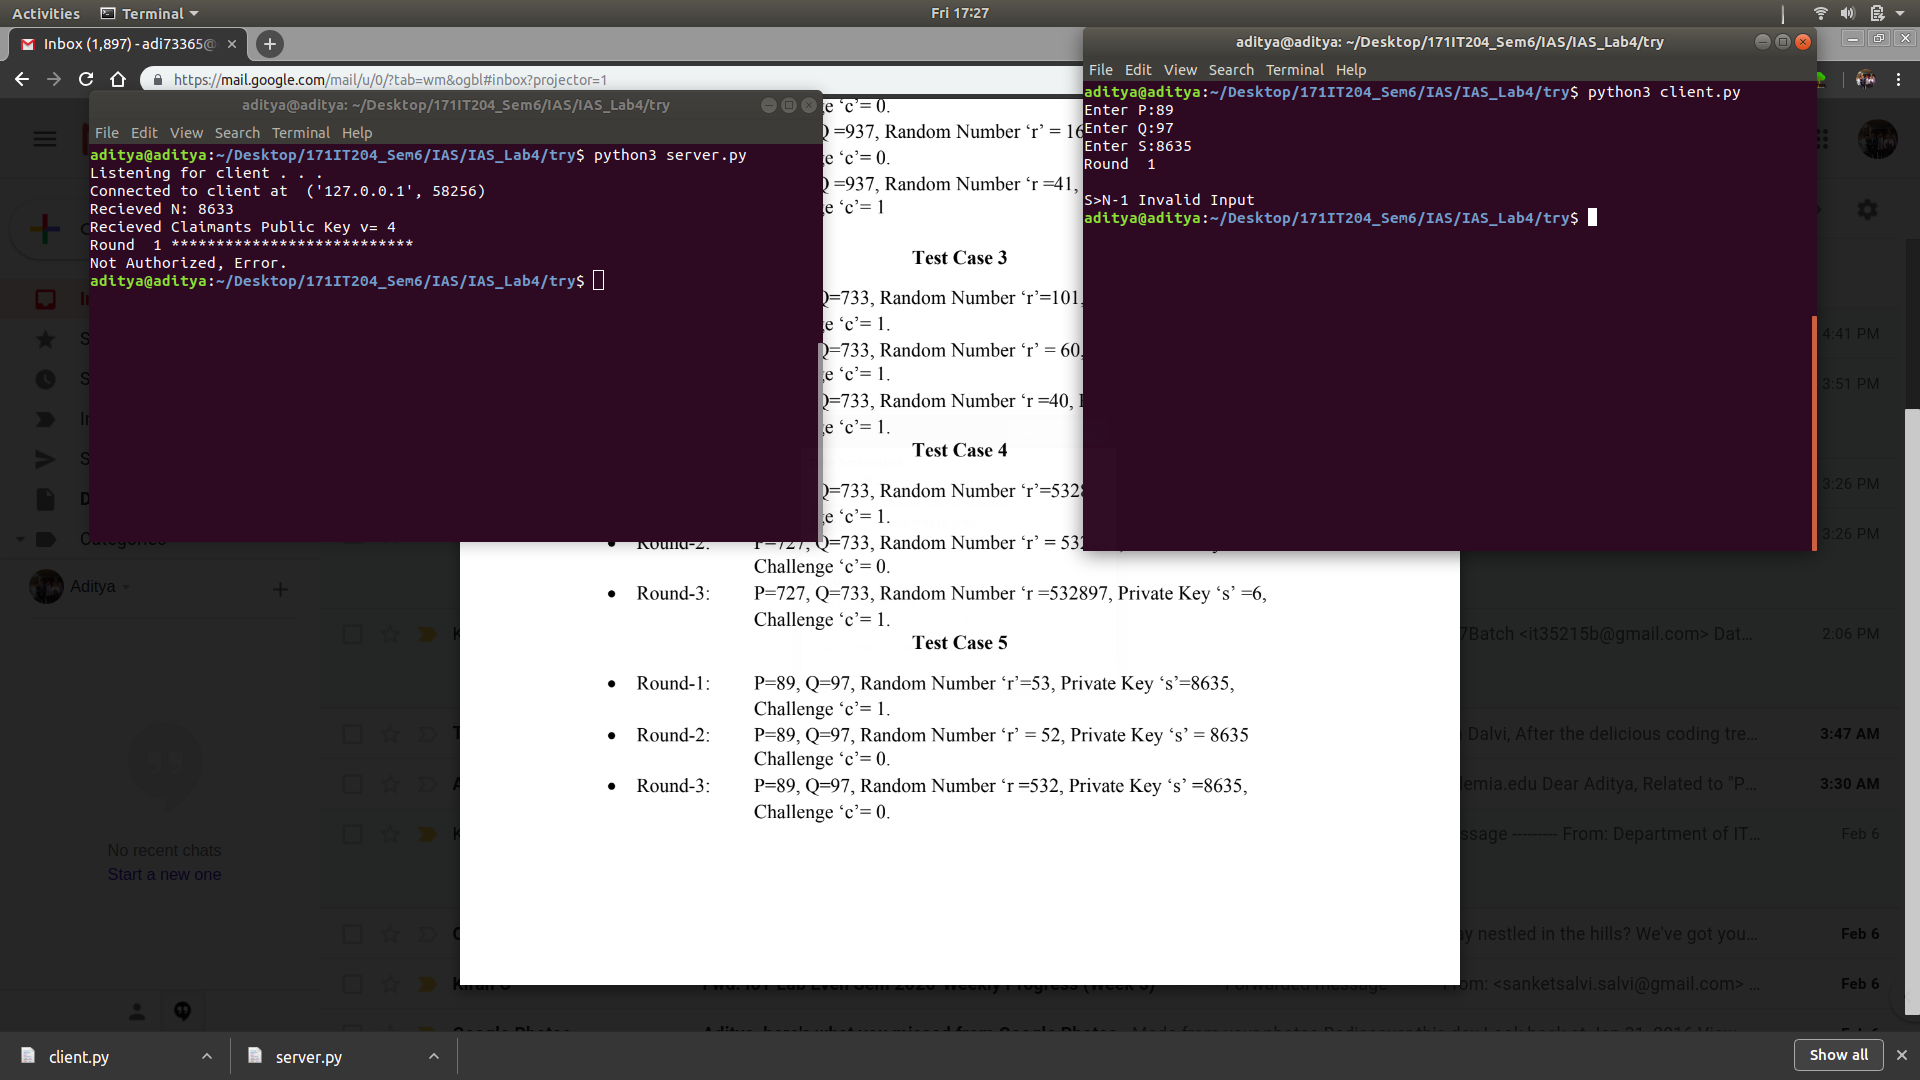 Activities
Terminal
Fri 17:27
Inbox (1,897) - adi73365@
https://mail.google.com/mail/u/0/?tab=wm&ogbl#inbox?projector=1
aditya@aditya: ~/Desktop/171IT204_Sem6/IAS/IAS_Lab4/try
File Edit View Search Terminal Help
aditya@aditya:~/Desktop/171IT204_Sem6/IAS/IAS_Lab4/try$ python3 server.py
Listening for client . . .
Connected to client at  ('127.0.0.1', 58256)
Recieved N: 8633
Recieved Claimants Public Key v= 4
Round  1 ***************************
Not Authorized, Error.
aditya@aditya:~/Desktop/171IT204_Sem6/IAS/IAS_Lab4/try$
aditya@aditya: ~/Desktop/171IT204_Sem6/IAS/IAS_Lab4/try
File Edit View Search Terminal Help
aditya@aditya:~/Desktop/171IT204_Sem6/IAS/IAS_Lab4/try$ python3 client.py
Enter P:89
Enter Q:97
Enter S:8635
Round  1
S>N-1 Invalid Input
aditya@aditya:~/Desktop/171IT204_Sem6/IAS/IAS_Lab4/try$
‘c’= 0.
=937, Random Number ‘r’ = 16
‘c’= 0.
=937, Random Number ‘r’ =41,
‘c’= 1
Test Case 3
Q=733, Random Number ‘r’=101,
‘c’= 1.
Q=733, Random Number ‘r’ = 60,
‘c’= 1.
Q=733, Random Number ‘r =40,
‘c’= 1.
Test Case 4
Q=733, Random Number ‘r’=5328
‘c’= 1.
• Round-2: P=727, Q=733, Random Number ‘r’ = 532
Challenge ‘c’= 0.
• Round-3: P=727, Q=733, Random Number ‘r =532897, Private Key ‘s’ =6,
Challenge ‘c’= 1.
Test Case 5
• Round-1: P=89, Q=97, Random Number ‘r’=53, Private Key ‘s’=8635,
Challenge ‘c’= 1.
• Round-2: P=89, Q=97, Random Number ‘r’ = 52, Private Key ‘s’ = 8635
Challenge ‘c’= 0.
• Round-3: P=89, Q=97, Random Number ‘r =532, Private Key ‘s’ =8635,
Challenge ‘c’= 0.
Categories
Aditya
No recent chats
Start a new one
4:41 PM
3:51 PM
3:26 PM
3:26 PM
7Batch <it35215b@gmail.com> Dat… 2:06 PM
Dalvi, After the delicious coding tre… 3:47 AM
demia.edu Dear Aditya, Related to "P… 3:30 AM
ssage --------- From: Department of IT… Feb 6
ay nestled in the hills? We've got you… Feb 6
From: <sanketsalvi.salvi@gmail.com> … Feb 6
Google Photos
client.py
server.py
Show all